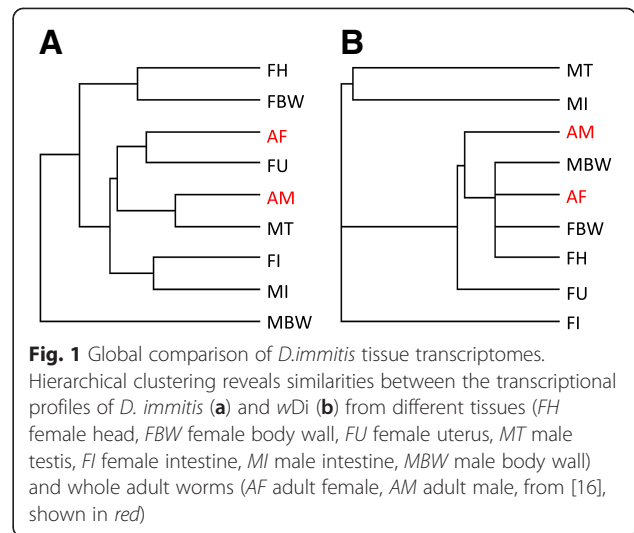 A
B
FH
FBW
AF
FU
AM
MT
FI
MI
MBW
MT
MI
AM
MBW
AF
FBW
FH
FU
FI
Fig. 1 Global comparison of D.immitis tissue transcriptomes.
Hierarchical clustering reveals similarities between the transcriptional
profiles of D. immitis (a) and wDi (b) from different tissues (FH
female head, FBW female body wall, FU female uterus, MT male
testis, FI female intestine, MI male intestine, MBW male body wall)
and whole adult worms (AF adult female, AM adult male, from [16],
shown in red)